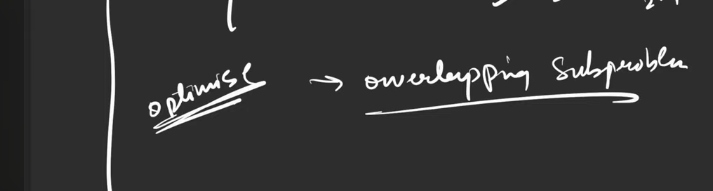 optimise → overlapping Subproblem